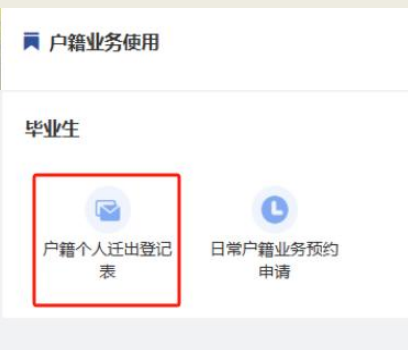 户籍业务使用
毕业生
户籍个人迁出登记
表
日常户籍业务预约
申请